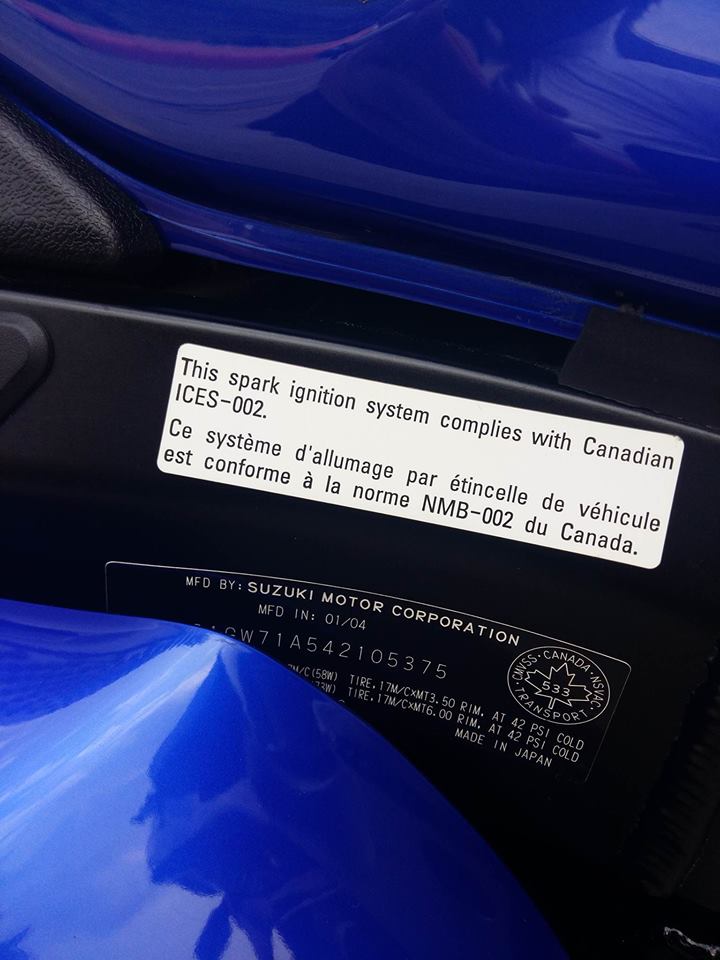 This spark ignition system complies with Canadian
ICES-002.
Ce système d'allumage par étincelle de véhicule
est conforme à la norme NMB-002 du Canada.
MFD BY: SUZUKI MOTOR CORPORATION
MFD IN: 01/04
GW71A542105375
M/C(58W) TIRE,17M/C×MT3.50 RIM, AT 42 PSI COLD
(73W) TIRE,17M/C×MT6.00 RIM, AT 42 PSI COLD
MADE IN JAPAN
CMVSS・CANADA・NSVAC
533
TRANSPORT